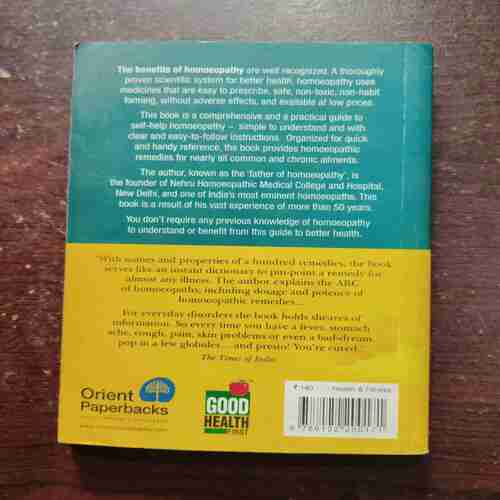 The benefits of homoeopathy are well recognized. A thoroughly
proven scientific system for better health, homoeopathy uses
medicines that are easy to prescribe, safe, non-toxic, non-habit
forming, without adverse effects, and available at low prices.
This book is a comprehensive and a practical guide to
self-help homoeopathy – simple to understand and with
clear and easy-to-follow instructions. Organized for quick
and handy reference, the book provides homoeopathic
remedies for nearly all common and chronic ailments.
The author, known as the 'father of homoeopathy', is
the founder of Nehru Homoeopathic Medical College and Hospital,
New Delhi, and one of India's most eminent homoeopaths. This
book is a result of his vast experience of more than 50 years.
You don't require any previous knowledge of homoeopathy
to understand or benefit from this guide to better health.
'With names and properties of a hundred remedies, the book
serves like an instant dictionary to pin-point a remedy for
almost any illness. The author explains the ABC
of homoeopathy, including dosage and potence of
homoeopathic remedies...
For everyday disorders the book holds sheaves of
information. So every time you have a fever, stomach
ache, cough, pain, skin problems or even a bad-dream,
pop in a few globules.....and presto! You're cured.'
The Times of India
Orient
Paperbacks
GOOD
HEALTH
FIRST
₹ 140
Health & Fitness